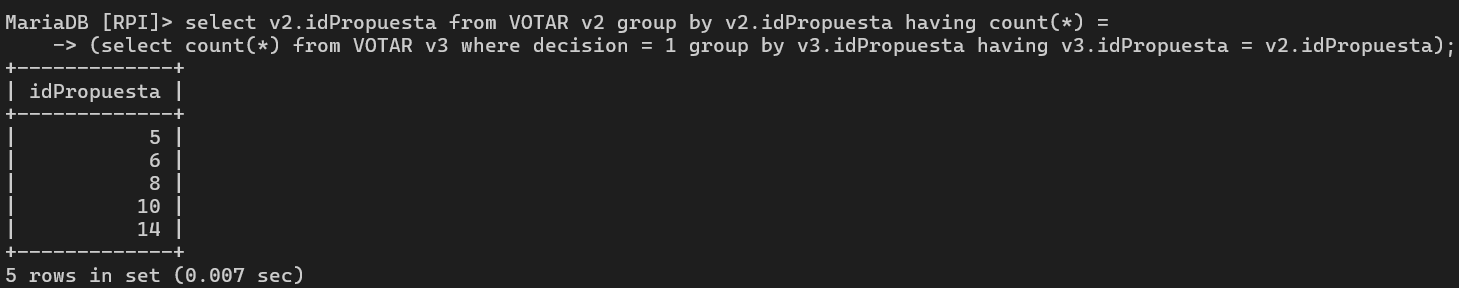 MariaDB [RPI]> select v2.idPropuesta from VOTAR v2 group by v2.idPropuesta having count(*) =
    -> (select count(*) from VOTAR v3 where decision = 1 group by v3.idPropuesta having v3.idPropuesta = v2.idPropuesta);
+-------------+
| idPropuesta |
+-------------+
|           5 |
|           6 |
|           8 |
|          10 |
|          14 |
+-------------+
5 rows in set (0.007 sec)